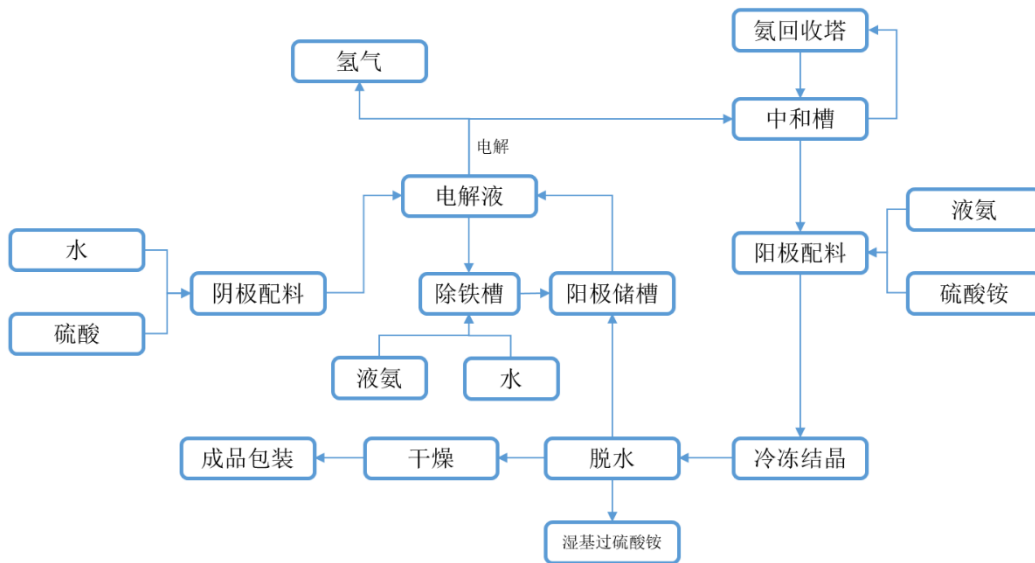 氨回收塔
氢气
中和槽
电解
电解液
液氨
水
阳极配料
阴极配料
除铁槽
阳极储槽
硫酸铵
硫酸
液氨
水
成品包装
干燥
脱水
冷冻结晶
湿基过硫酸铵